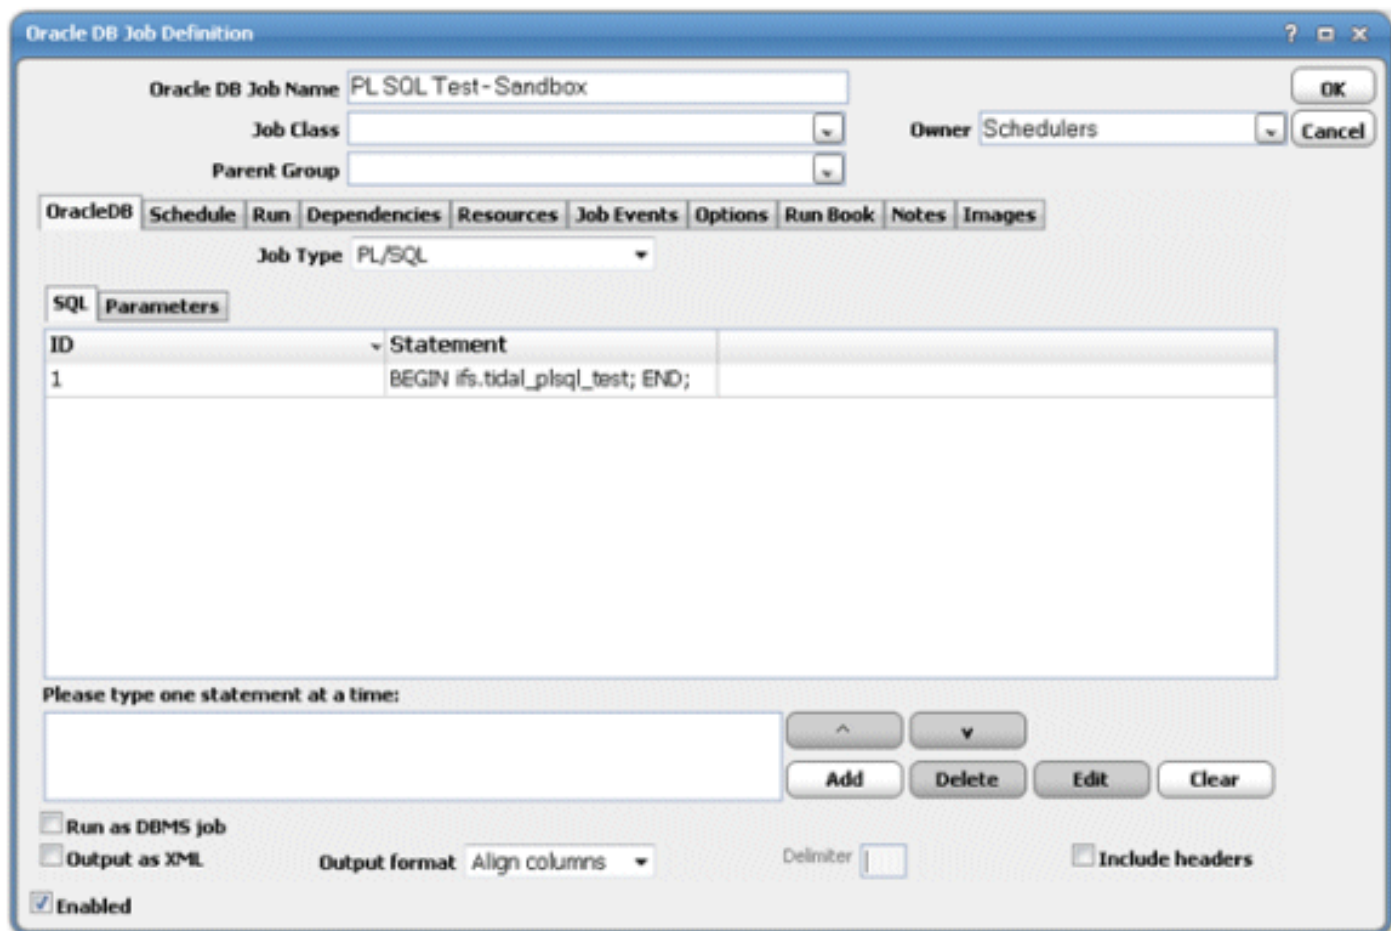 Oracle DB Job Definition ?
Oracle DB Job Name PL SQL Test-Sandbox OK
Job Class Owner Schedulers Cancel
Parent Group
OracleDB Schedule Run Dependencies Resources Job Events Options Run Book Notes Images
Job Type PL/SQL
SQL Parameters
ID Statement
1 BEGIN ifs.tidal_plsql_test; END;
Please type one statement at a time:
Add Delete Edit Clear
Run as DBMS job
Output as XML Output format Align columns Delimiter Include headers
Enabled